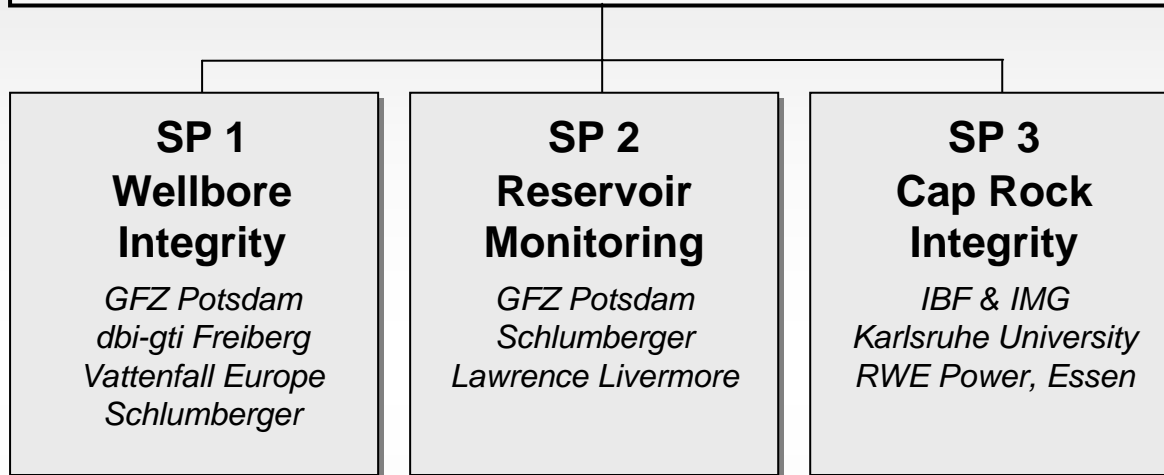 SP 1
Wellbore
Integrity
GFZ Potsdam
dbi-gti Freiberg
Vattenfall Europe
Schlumberger
SP 2
Reservoir
Monitoring
GFZ Potsdam
Schlumberger
Lawrence Livermore
SP 3
Cap Rock
Integrity
IBF & IMG
Karlsruhe University
RWE Power, Essen